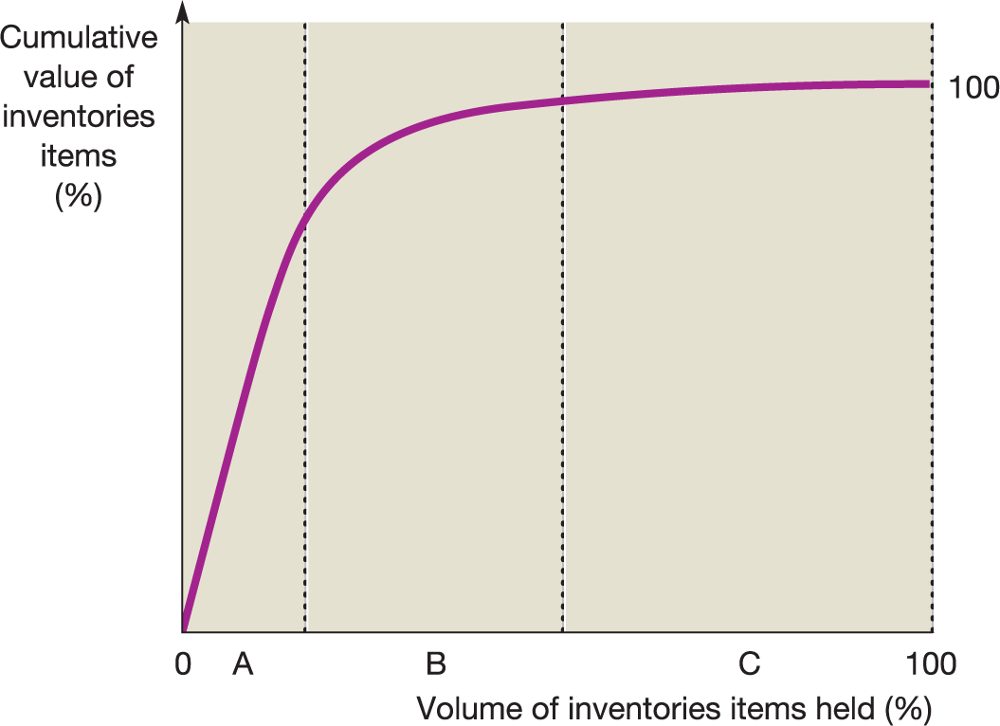 Cumulative
value of
inventories
items
(%)
100
0 A B C 100
Volume of inventories items held (%)